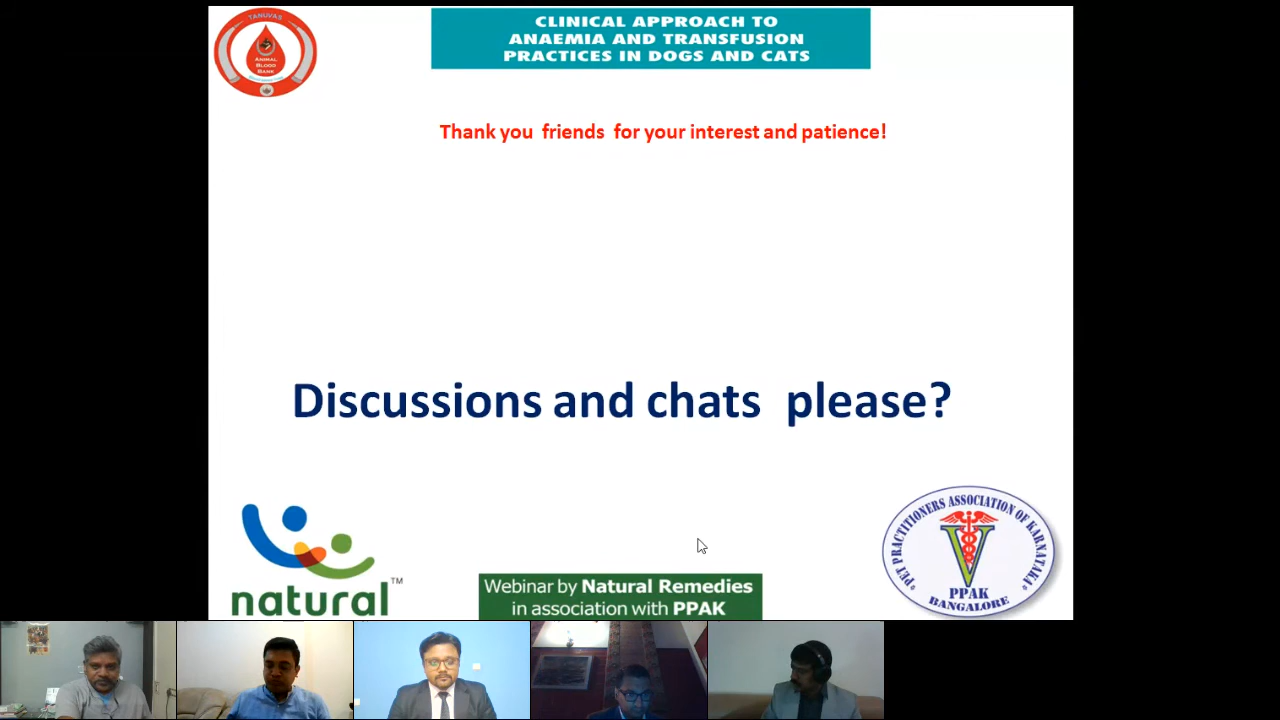 TANUVAS
ANIMAL
BLOOD
BANK
CLINICAL APPROACH TO
ANAEMIA AND TRANSFUSION
PRACTICES IN DOGS AND CATS
Thank you friends for your interest and patience!
Discussions and chats please?
natural™
Webinar by Natural Remedies
in association with PPAK
PET PRACTITIONERS ASSOCIATION OF KARNATAKA
V
PPAK
BANGALORE